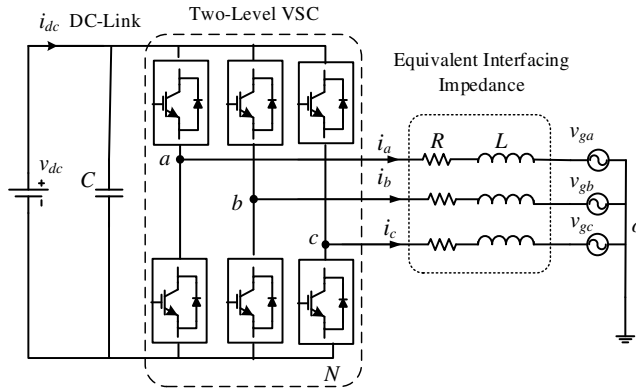 Two-Level VSC
i_dc DC-Link
Equivalent Interfacing
Impedance
v_dc
+
C
a
b
c
N
i_a
i_b
i_c
R
L
v_ga
v_gb
v_gc